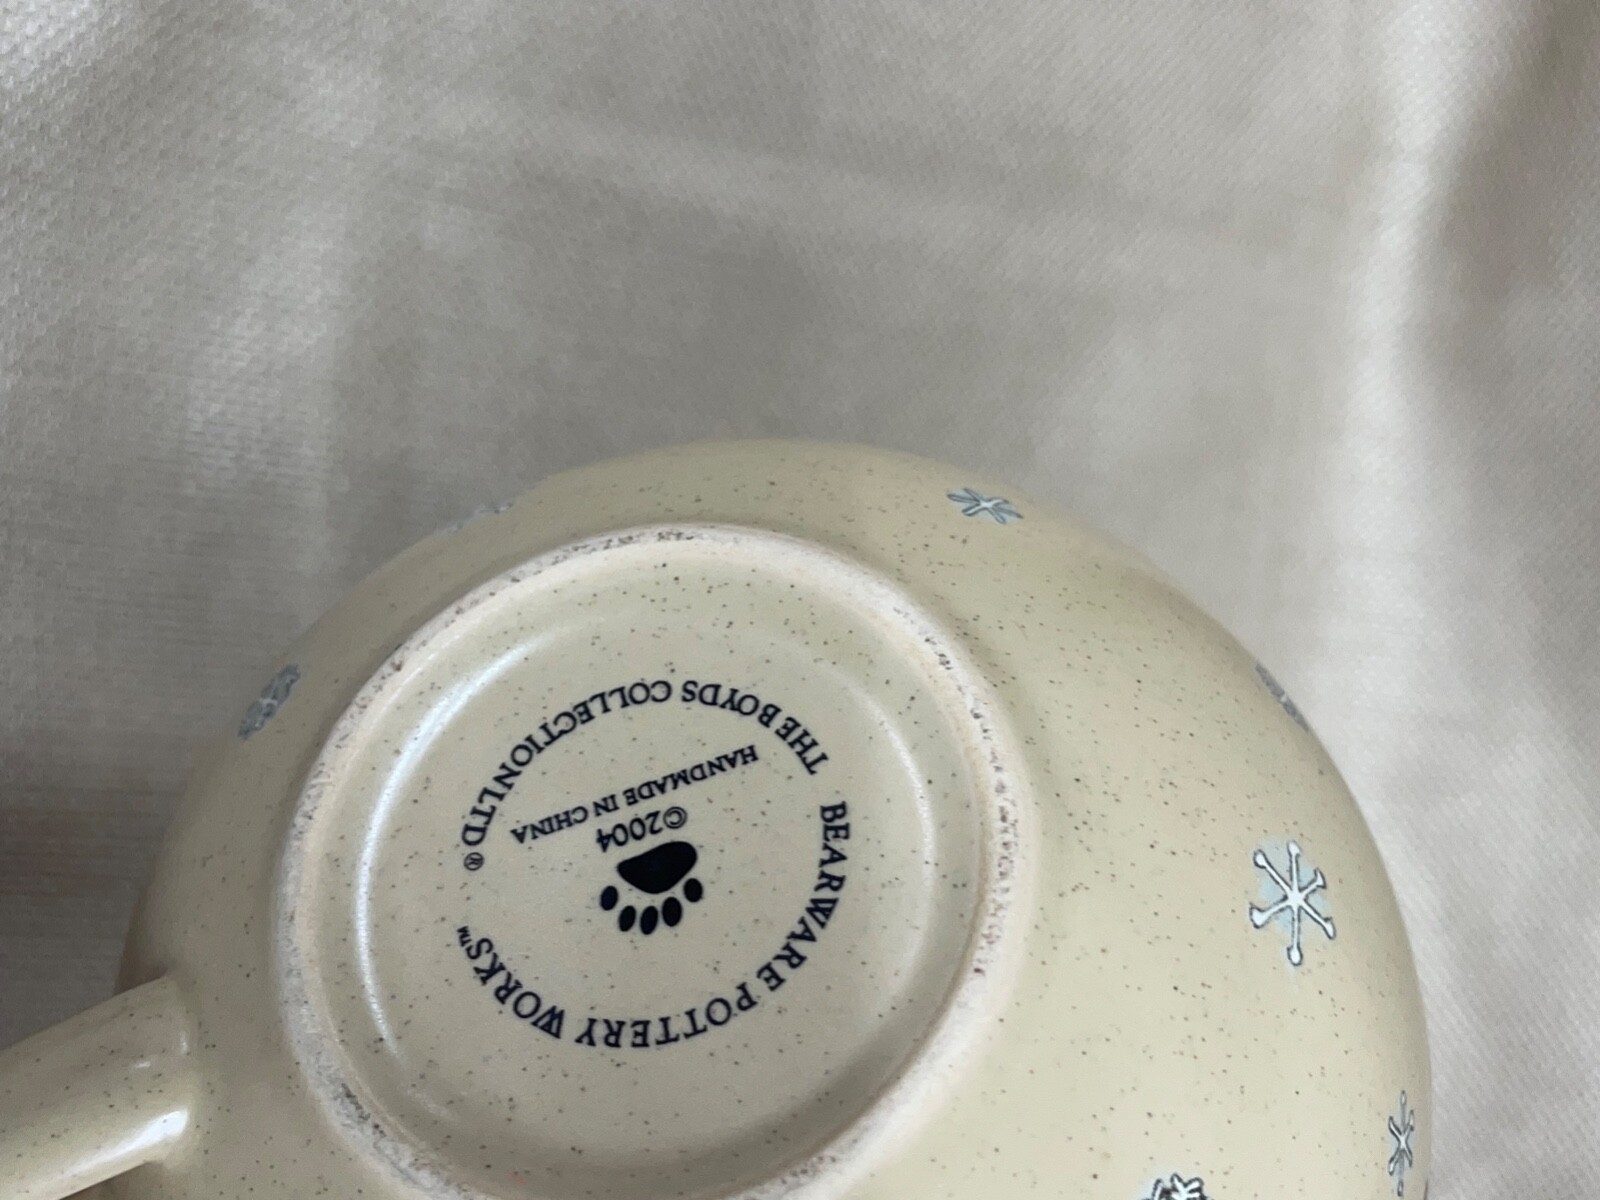 BEARWARE POTTERY WORKS™
©2004
HANDMADE IN CHINA
THE BOYDS COLLECTION LTD®